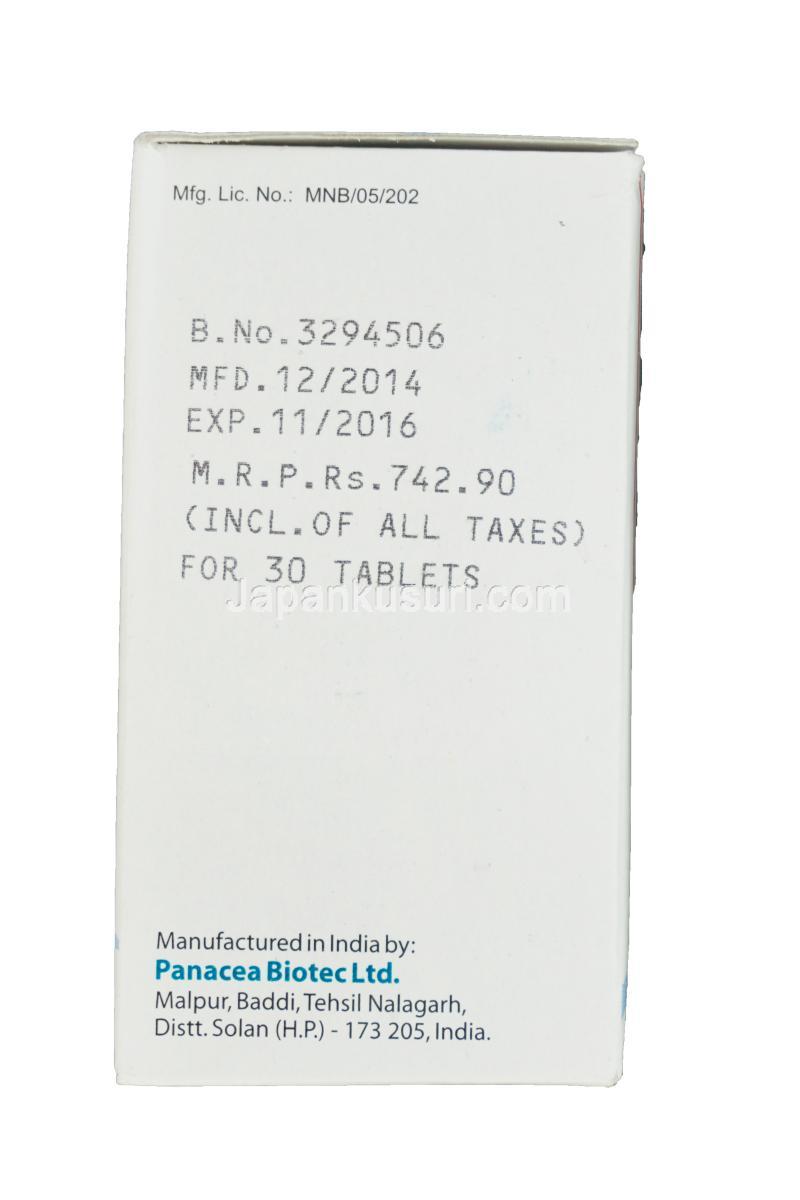 Mfg. Lic. No.: MNB/05/202
B.No.3294506
MFD.12/2014
EXP.11/2016
M.R.P.Rs.742.90
(INCL.OF ALL TAXES)
FOR 30 TABLETS
Japankusuri.com
Manufactured in India by:
Panacea Biotec Ltd.
Malpur, Baddi, Tehsil Nalagarh,
Distt. Solan (H.P.) - 173 205, India.